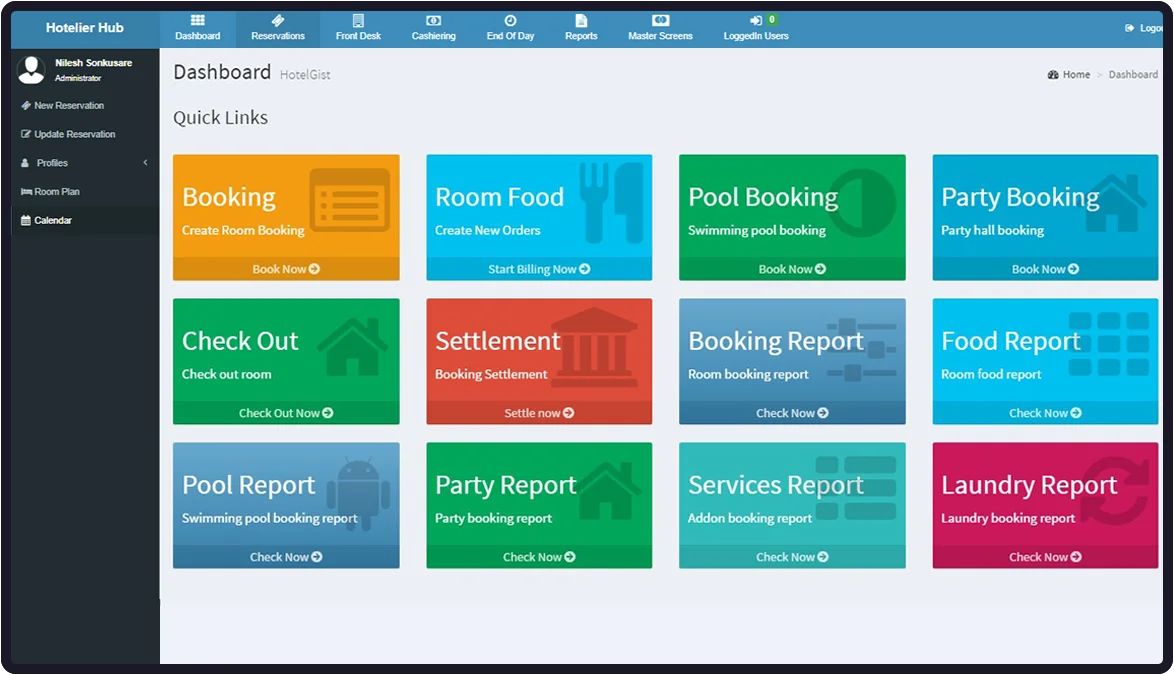 Hotelier Hub
Dashboard
Reservations
Front Desk
Cashiering
End Of Day
Reports
Master Screens
0
LoggedIn Users
Logou
Nilesh Sonkusare
Administrator
New Reservation
Update Reservation
Profiles
Room Plan
Calendar
Dashboard HotelGist
Home > Dashboard
Quick Links
Booking
Create Room Booking
Book Now
Room Food
Create New Orders
Start Billing Now
Pool Booking
Swimming pool booking
Book Now
Party Booking
Party hall booking
Book Now
Check Out
Check out room
Check Out Now
Settlement
Booking Settlement
Settle now
Booking Report
Room booking report
Check Now
Food Report
Room food report
Check Now
Pool Report
Swimming pool booking report
Check Now
Party Report
Party booking report
Check Now
Services Report
Addon booking report
Check Now
Laundry Report
Laundry booking report
Check Now